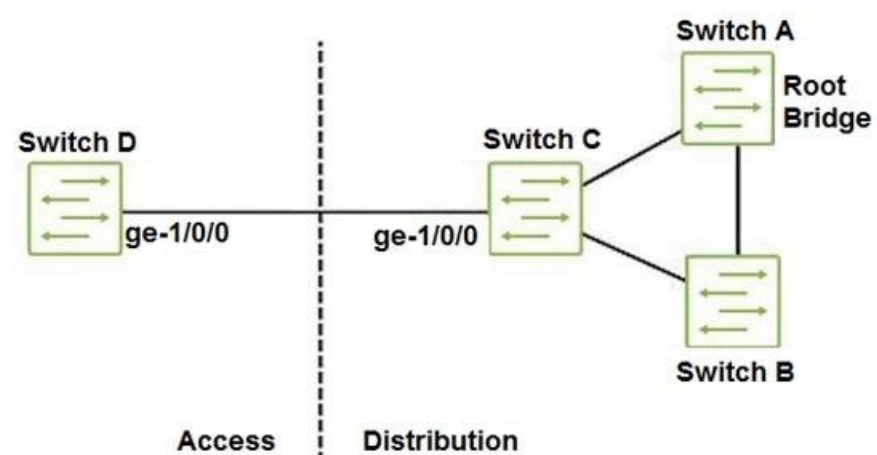 Switch A
Root
Bridge
Switch D
Switch C
ge-1/0/0
ge-1/0/0
Switch B
Access
Distribution